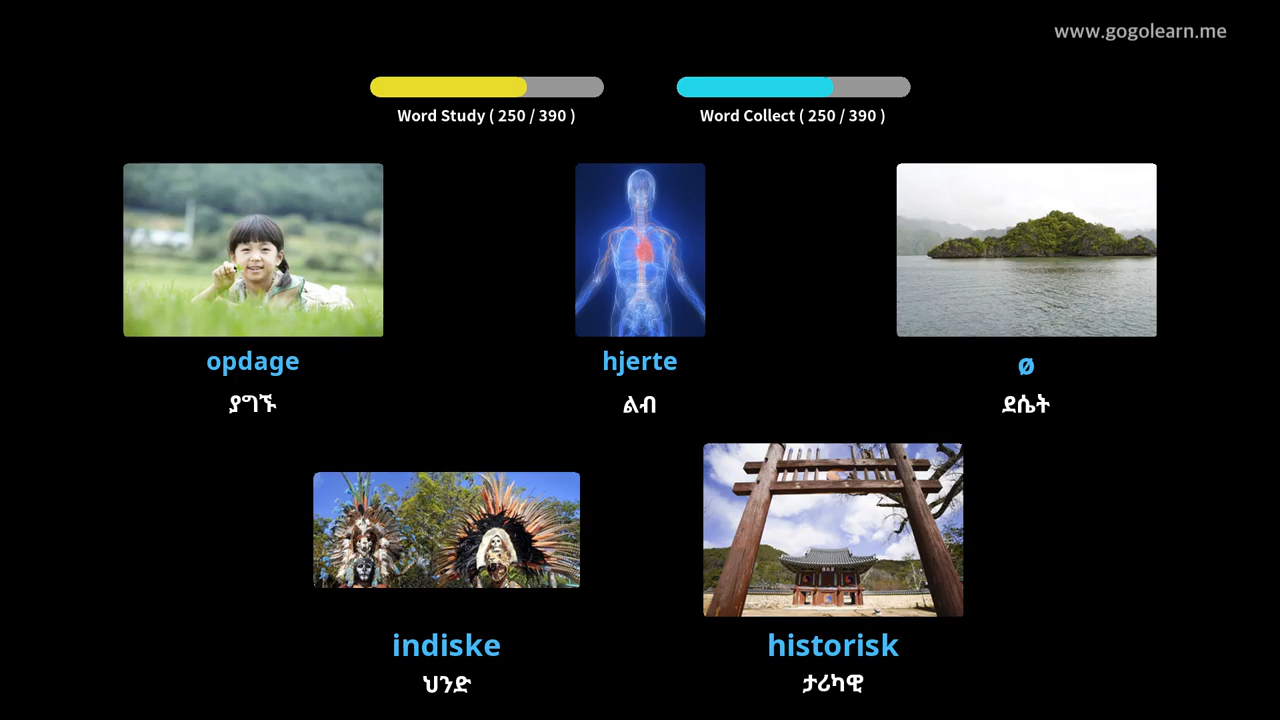 www.gogolearn.me
Word Study ( 250 / 390 )
Word Collect ( 250 / 390 )
opdage
ያግኙ
hjerte
ልብ
ø
ደሴት
indiske
ህንድ
historisk
ታሪካዊ